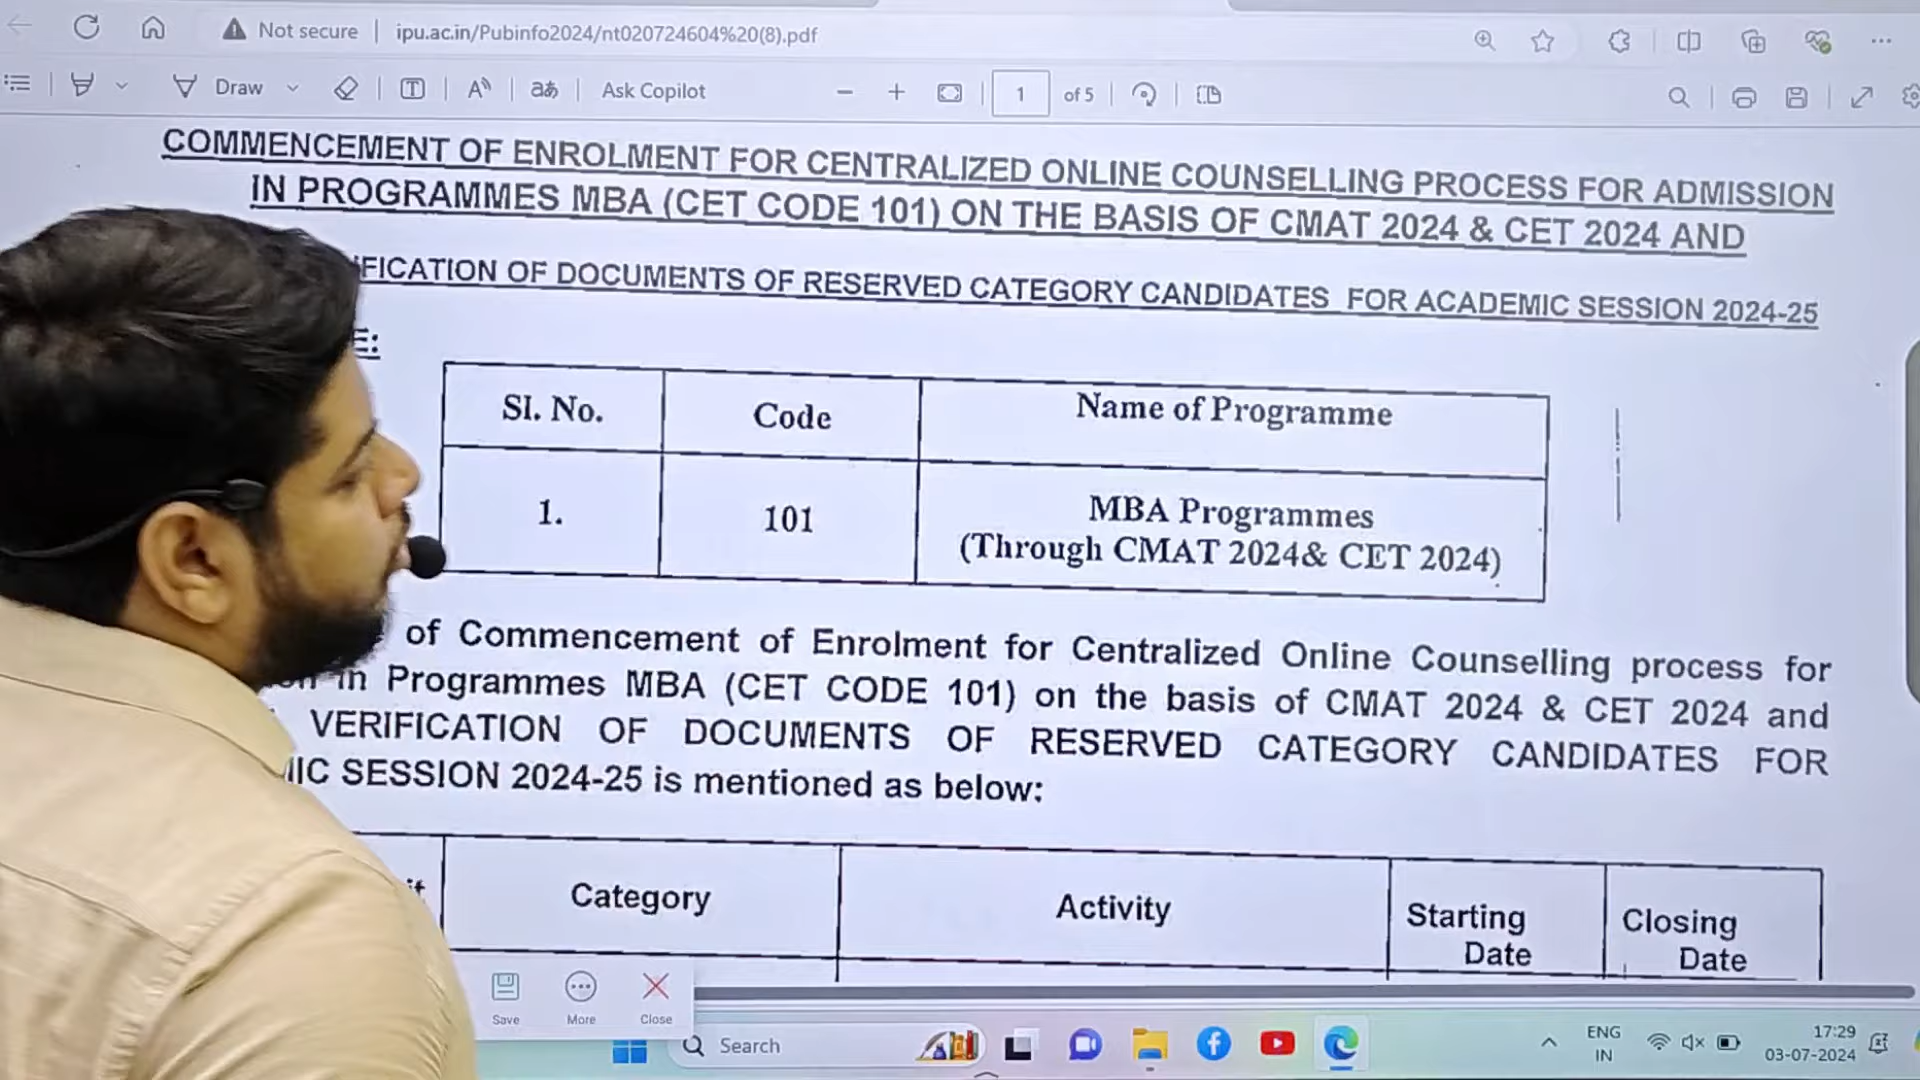 Not secure | ipu.ac.in/Pubinfo2024/nt020724604%20(8).pdf
Draw
Ask Copilot
1 of 5
COMMENCEMENT OF ENROLMENT FOR CENTRALIZED ONLINE COUNSELLING PROCESS FOR ADMISSION
IN PROGRAMMES MBA (CET CODE 101) ON THE BASIS OF CMAT 2024 & CET 2024 AND
FICATION OF DOCUMENTS OF RESERVED CATEGORY CANDIDATES FOR ACADEMIC SESSION 2024-25
E:
Sl. No. Code Name of Programme
1. 101 MBA Programmes
(Through CMAT 2024& CET 2024)
of Commencement of Enrolment for Centralized Online Counselling process for
in Programmes MBA (CET CODE 101) on the basis of CMAT 2024 & CET 2024 and
VERIFICATION OF DOCUMENTS OF RESERVED CATEGORY CANDIDATES FOR
IC SESSION 2024-25 is mentioned as below:
Category Activity Starting Date Closing Date
Save More Close
Search
ENG
IN
17:29
03-07-2024